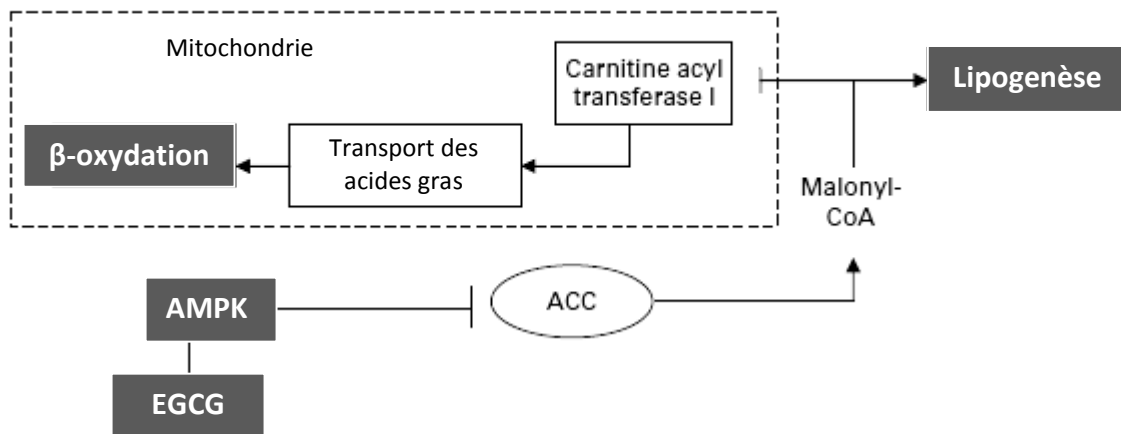 Mitochondrie
Carnitine acyl
transferase I
Lipogenèse
β-oxydation
Transport des
acides gras
Malonyl-
CoA
AMPK
ACC
EGCG